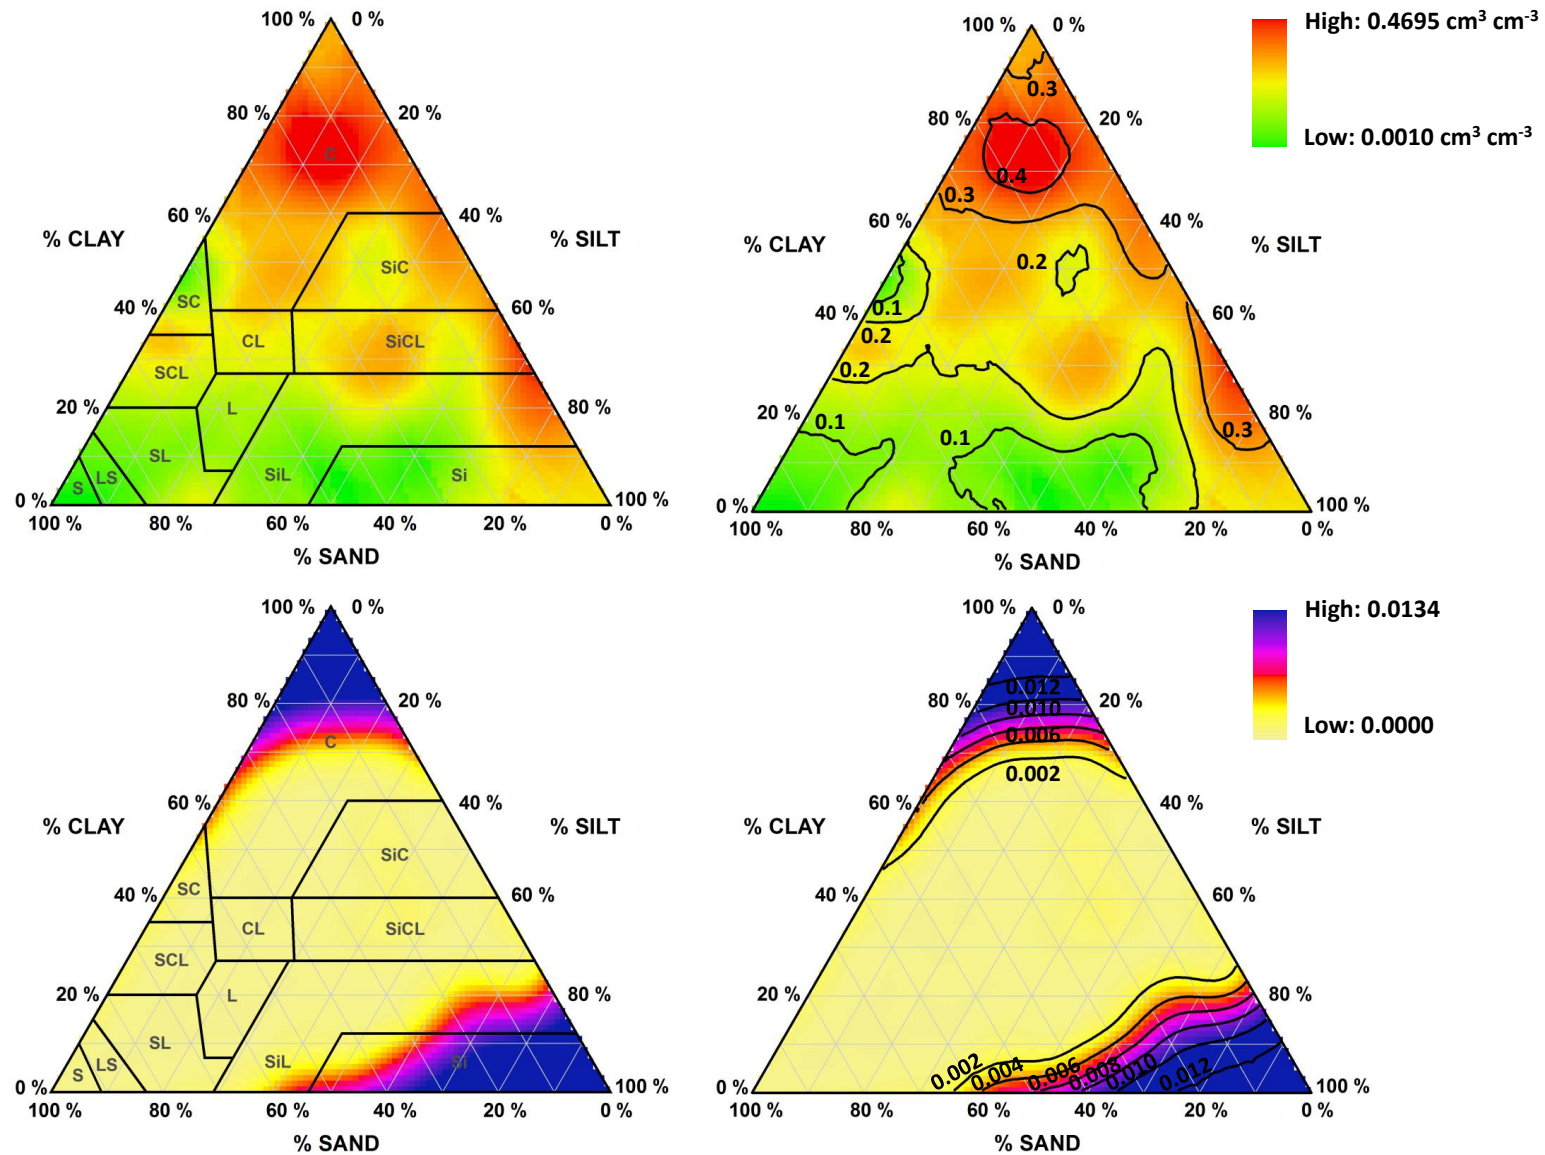 100 % 0 %
80 % 20 %
C
60 % 40 %
% CLAY % SILT
SiC
SC
40 % 60 %
CL SiCL
SCL
20 % L 80 %
SL
SiL Si
S LS
0 % 100 %
100 % 80 % 60 % 40 % 20 % 0 %
% SAND
100 % 0 %
0.3
80 % 20 %
0.4
0.3
60 % 40 %
% CLAY % SILT
0.2
0.1
40 % 60 %
0.2
0.2
20 % 80 %
0.1
0.1 0.3
0 % 100 %
100 % 80 % 60 % 40 % 20 % 0 %
% SAND
High: 0.4695 cm³ cm⁻³
Low: 0.0010 cm³ cm⁻³
100 % 0 %
80 % 20 %
C
60 % 40 %
% CLAY % SILT
SiC
SC
40 % 60 %
CL SiCL
SCL
20 % L 80 %
SL
SiL Si
S LS
0 % 100 %
100 % 80 % 60 % 40 % 20 % 0 %
% SAND
100 % 0 %
0.012
80 % 20 %
0.010
0.006
0.002
60 % 40 %
% CLAY % SILT
40 % 60 %
20 % 80 %
0.002 0.004 0.006 0.008 0.010 0.012
0 % 100 %
100 % 80 % 60 % 40 % 20 % 0 %
% SAND
High: 0.0134
Low: 0.0000